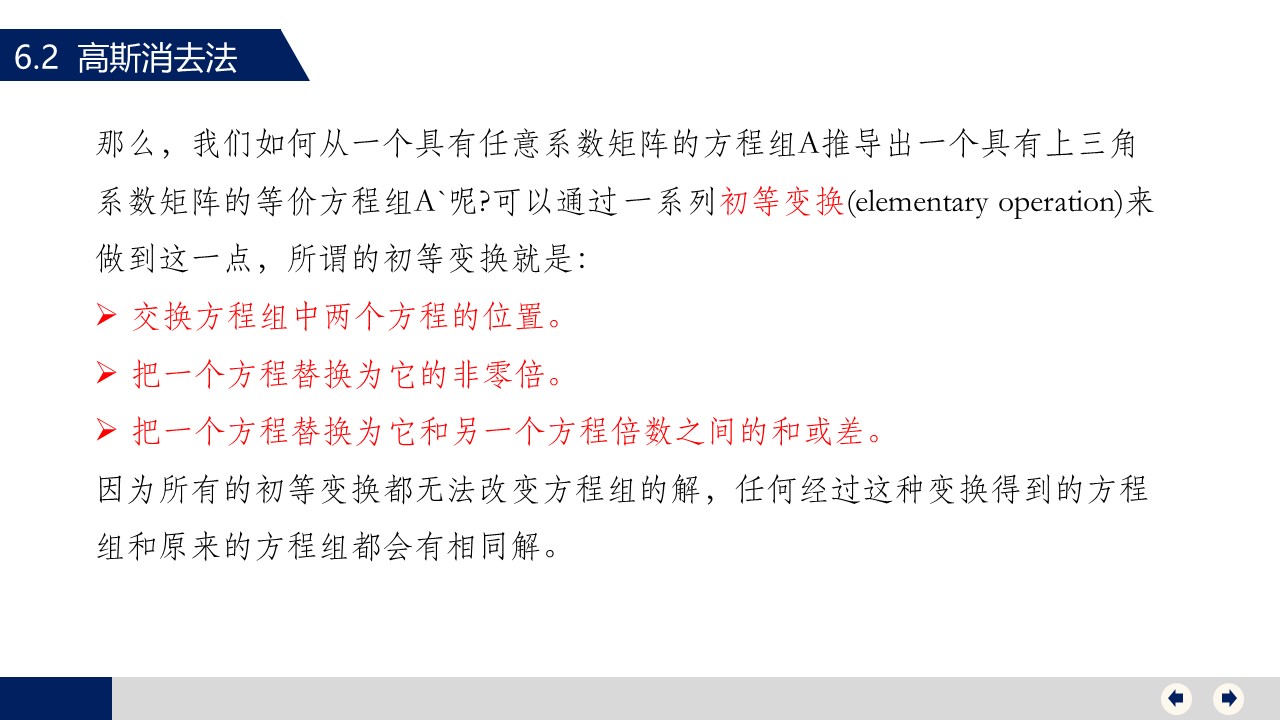 6.2 高斯消去法
那么，我们如何从一个具有任意系数矩阵的方程组A推导出一个具有上三角
系数矩阵的等价方程组A`呢?可以通过一系列初等变换(elementary operation)来
做到这一点，所谓的初等变换就是：
➢ 交换方程组中两个方程的位置。
➢ 把一个方程替换为它的非零倍。
➢ 把一个方程替换为它和另一个方程倍数之间的和或差。
因为所有的初等变换都无法改变方程组的解，任何经过这种变换得到的方程
组和原来的方程组都会有相同解。